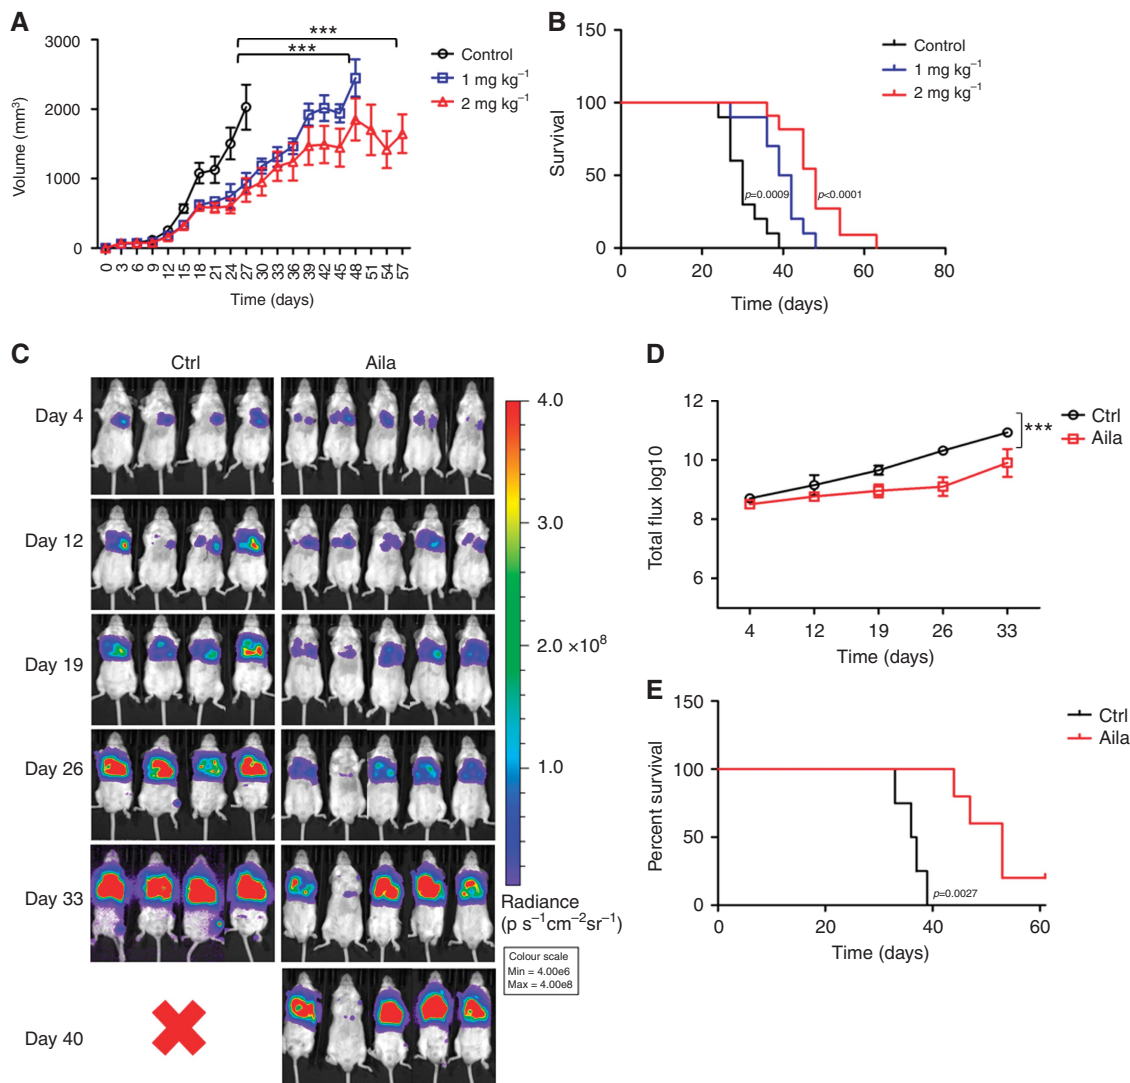 A
3000
2000
1000
0
Volume (mm³)
0 3 6 9 12 15 18 21 24 27 30 33 36 39 42 45 48 51 54 57
Time (days)
***
***
Control
1 mg kg⁻¹
2 mg kg⁻¹
B
150
100
50
0
Survival
0 20 40 60 80
Time (days)
p=0.0009
p<0.0001
Control
1 mg kg⁻¹
2 mg kg⁻¹
C
Ctrl Aila
Day 4
Day 12
Day 19
Day 26
Day 33
Day 40
4.0
3.0
2.0 ×10⁸
1.0
Radiance
(p s⁻¹cm⁻²sr⁻¹)
Colour scale
Min = 4.00e6
Max = 4.00e8
D
12
10
8
6
Total flux log10
4 12 19 26 33
Time (days)
Ctrl
Aila
***
E
150
100
50
0
Percent survival
0 20 40 60
Time (days)
p=0.0027
Ctrl
Aila